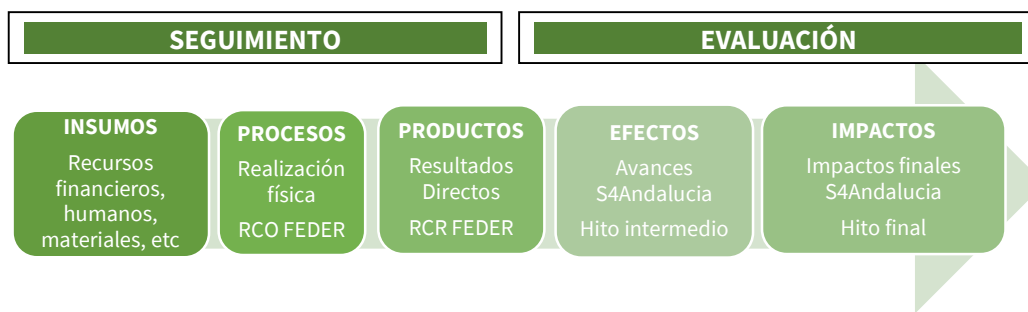 SEGUIMIENTO
EVALUACIÓN
INSUMOS
Recursos
financieros,
humanos,
materiales, etc
PROCESOS
Realización
física
RCO FEDER
PRODUCTOS
Resultados
Directos
RCR FEDER
EFECTOS
Avances
S4Andalucia
Hito intermedio
IMPACTOS
Impactos finales
S4Andalucia
Hito final